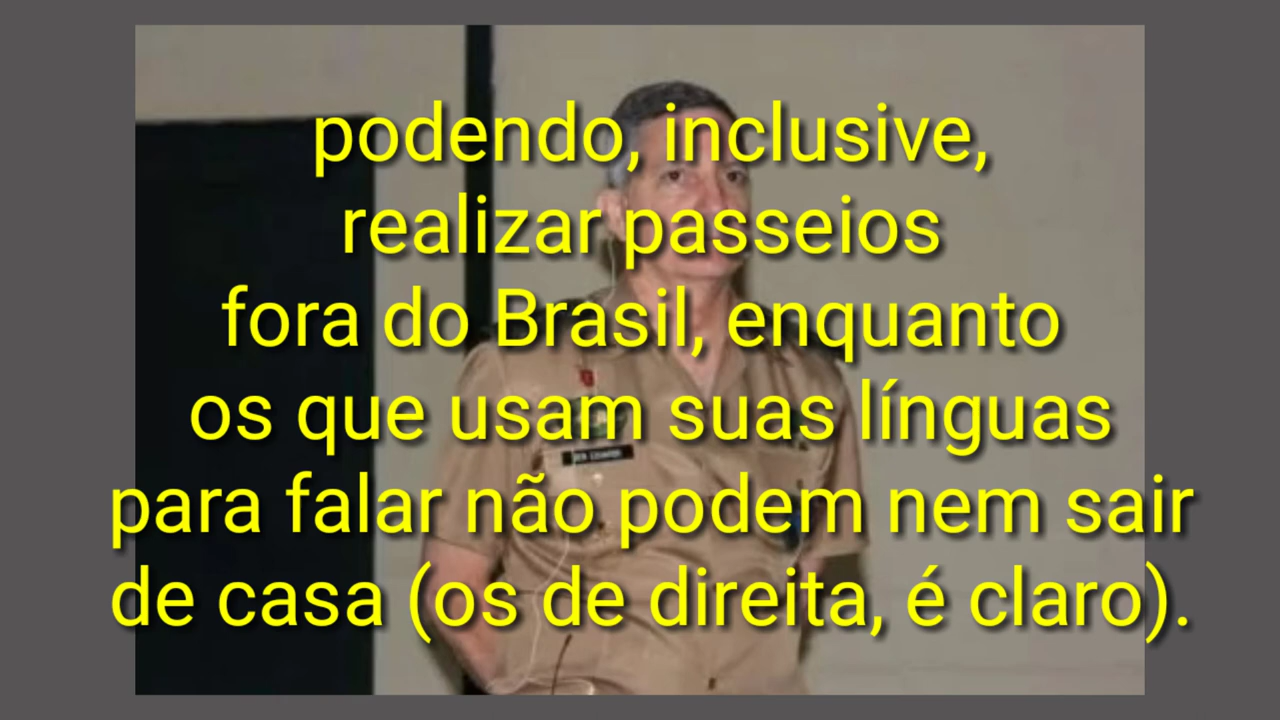 podendo, inclusive,
realizar passeios
fora do Brasil, enquanto
os que usam suas línguas
para falar não podem nem sair
de casa (os de direita, é claro).